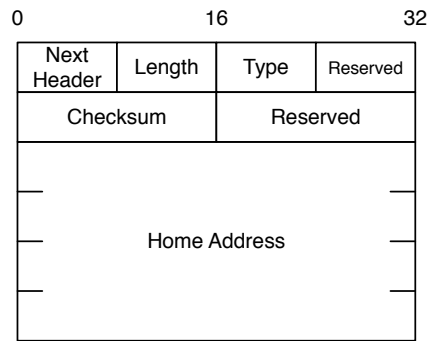 0 16 32
Next
Header Length Type Reserved
Checksum Reserved
Home Address